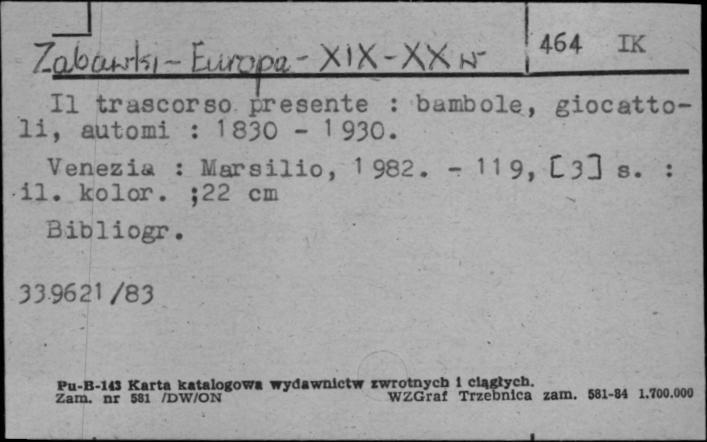 Zabawki - Europa - XIX - XX w
464 IK
Il trascorso presente : bambole, giocatto-
li, automi : 1830 - 1930.
Venezia : Marsilio, 1982. - 119, [3] s. :
il. kolor. ;22 cm
Bibliogr.
339621/83
Pu-B-143 Karta katalogowa wydawnictw zwrotnych i ciągłych.
Zam. nr 581 /DW/ON WZGraf Trzebnica zam. 581-84 1.700.000